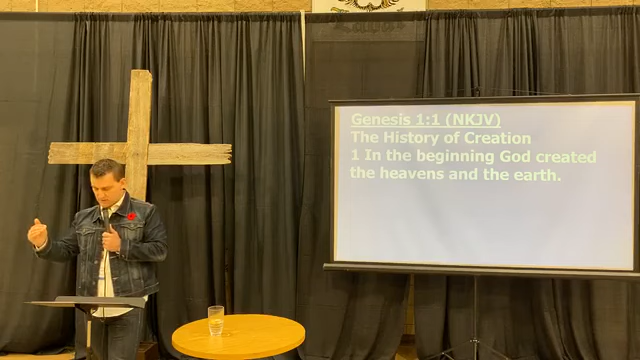 Genesis 1:1 (NKJV)
The History of Creation
1 In the beginning God created
the heavens and the earth.